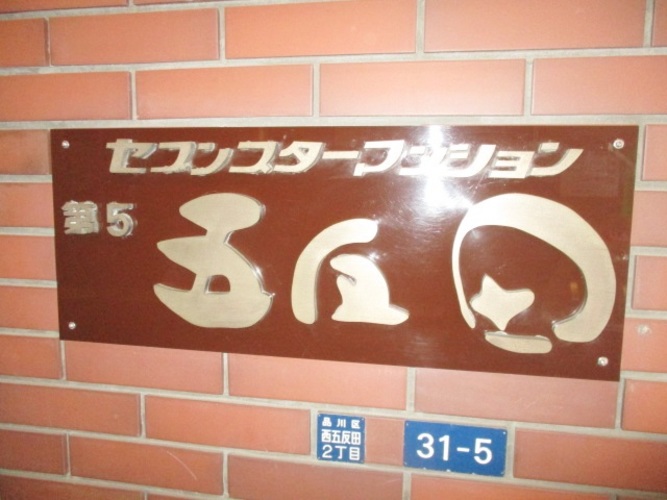 セブンスターマンション
第5
五反田
品川区
西五反田
2丁目
31-5